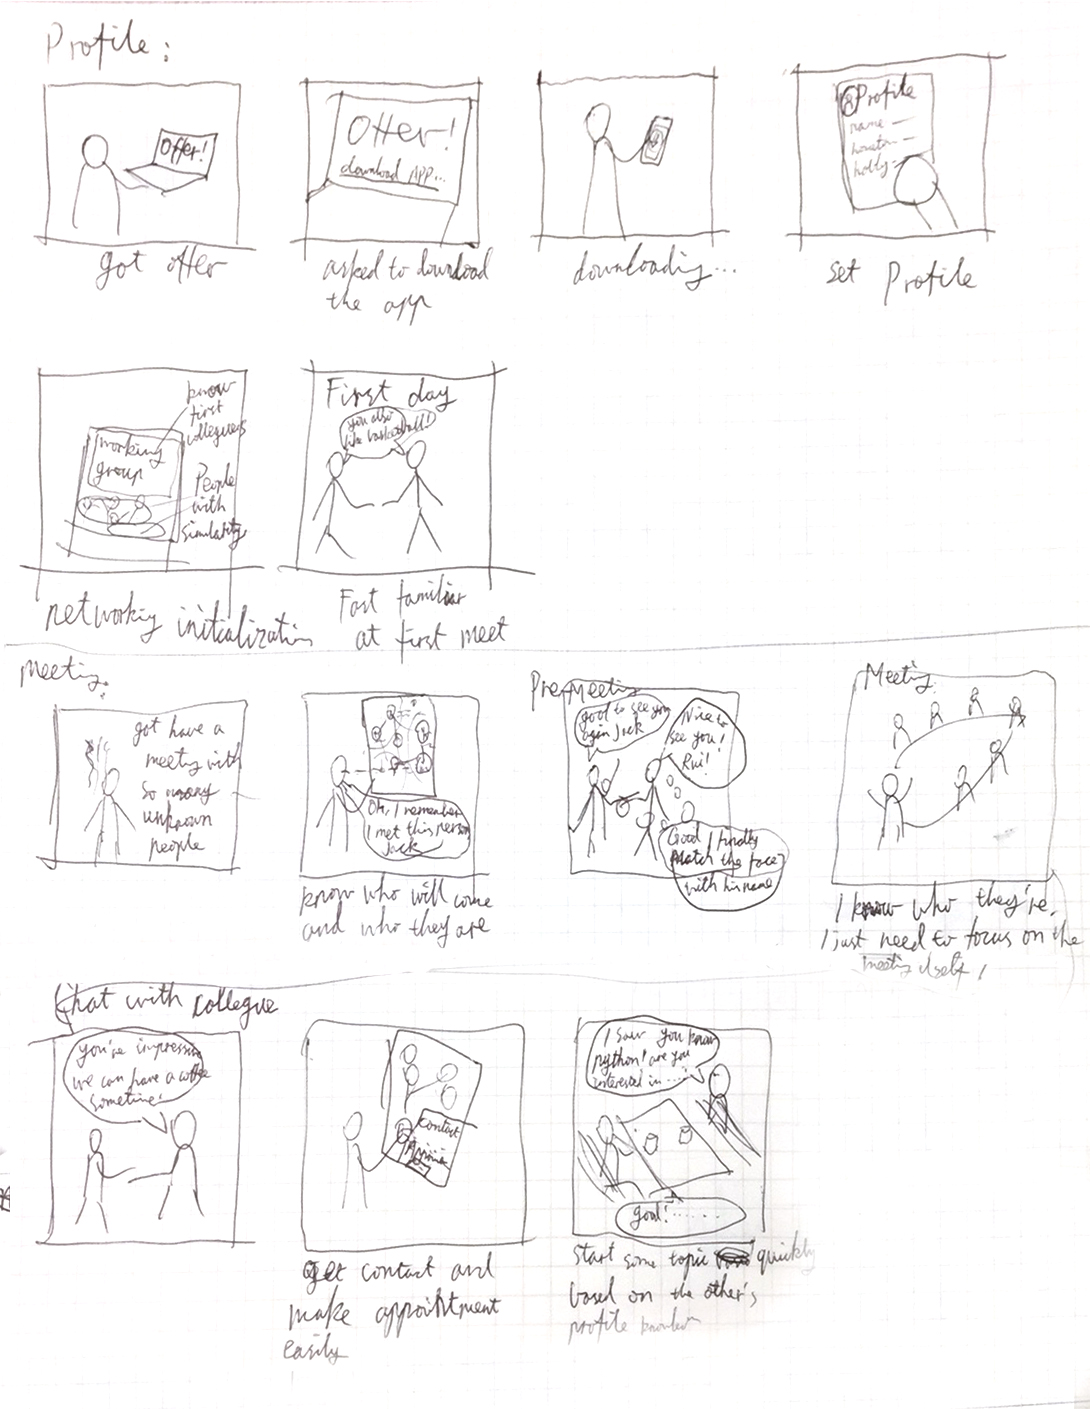 Profile:
Offer!
got offer
Offer!
download APP...
asked to download
the app
downloading...
Profile
name
hobby
set Profile
working
group
know
first
collegues
People
with
similarity
networking initialization
First day
you also
like basketball!
Fast familiar
at first meet
Meeting:
got have a
meeting with
so many
unknown
people
Oh, I remember
I met this person
Jack
know who will come
and who they are
Pre-Meeting
good to see you
again Jack
Nice to
see you!
Rui!
Good I finally
match the face
with his name
Meeting
I know who they're,
I just need to focus on the
meeting itself!
Chat with collegue
you're impressive
we can have a coffee
sometime!
Contact
Get contact and
make appointment
easily
I saw you know
python! are you
interested in.....
goal!......
start some topic quickly
based on the other's
profile